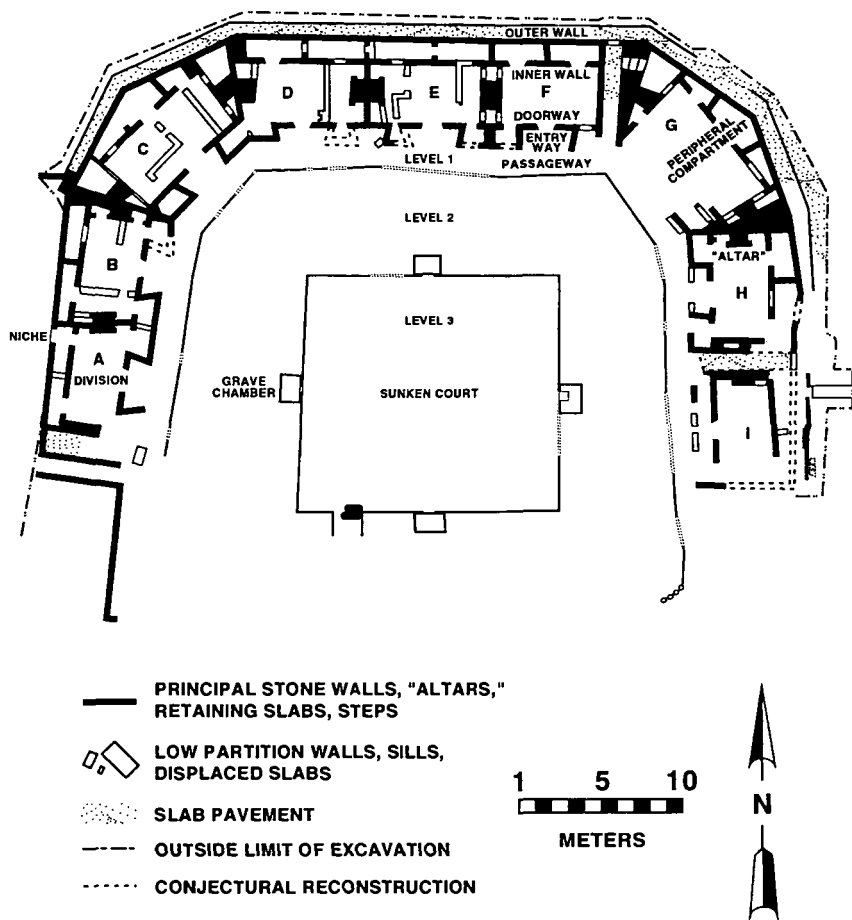 OUTER WALL
INNER WALL
D
E
F
DOORWAY
G
PERIPHERAL
COMPARTMENT
C
ENTRY
WAY
LEVEL 1
PASSAGEWAY
LEVEL 2
"ALTAR"
B
H
LEVEL 3
NICHE
A
DIVISION
GRAVE
CHAMBER
SUNKEN COURT
I
PRINCIPAL STONE WALLS, "ALTARS,"
RETAINING SLABS, STEPS
LOW PARTITION WALLS, SILLS,
DISPLACED SLABS
SLAB PAVEMENT
OUTSIDE LIMIT OF EXCAVATION
CONJECTURAL RECONSTRUCTION
1 5 10
METERS
N